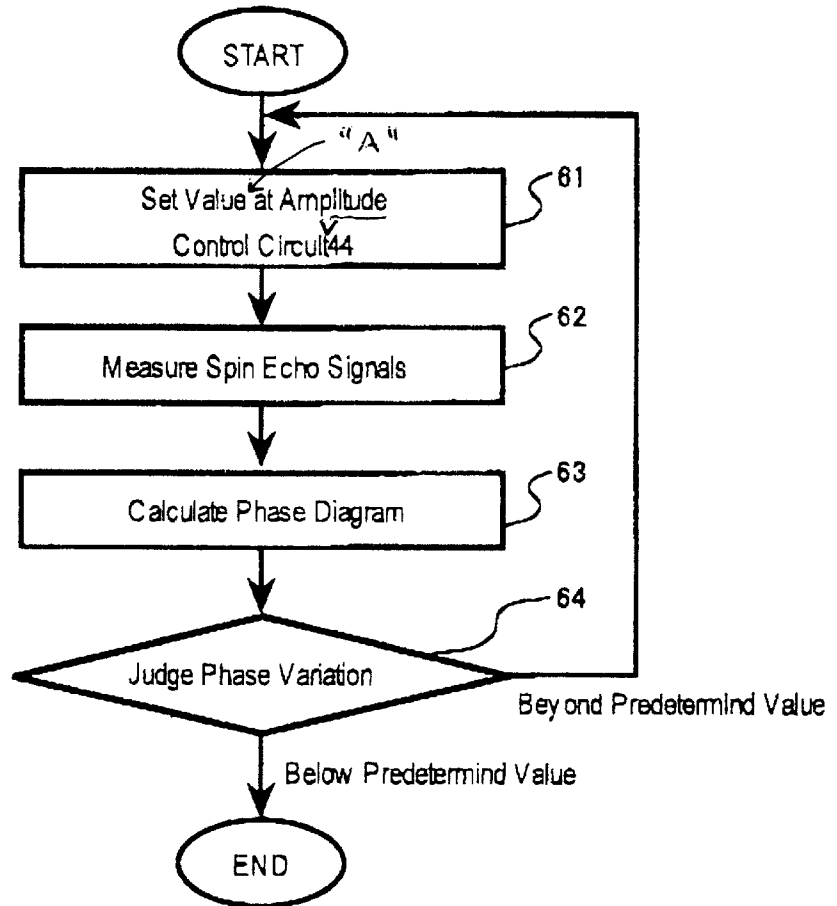 START
"A"
Set Value at Amplitude
Control Circuit44
61
62
Measure Spin Echo Signals
63
Calculate Phase Diagram
64
Judge Phase Variation
Beyond Predetermind Value
Below Predetermind Value
END